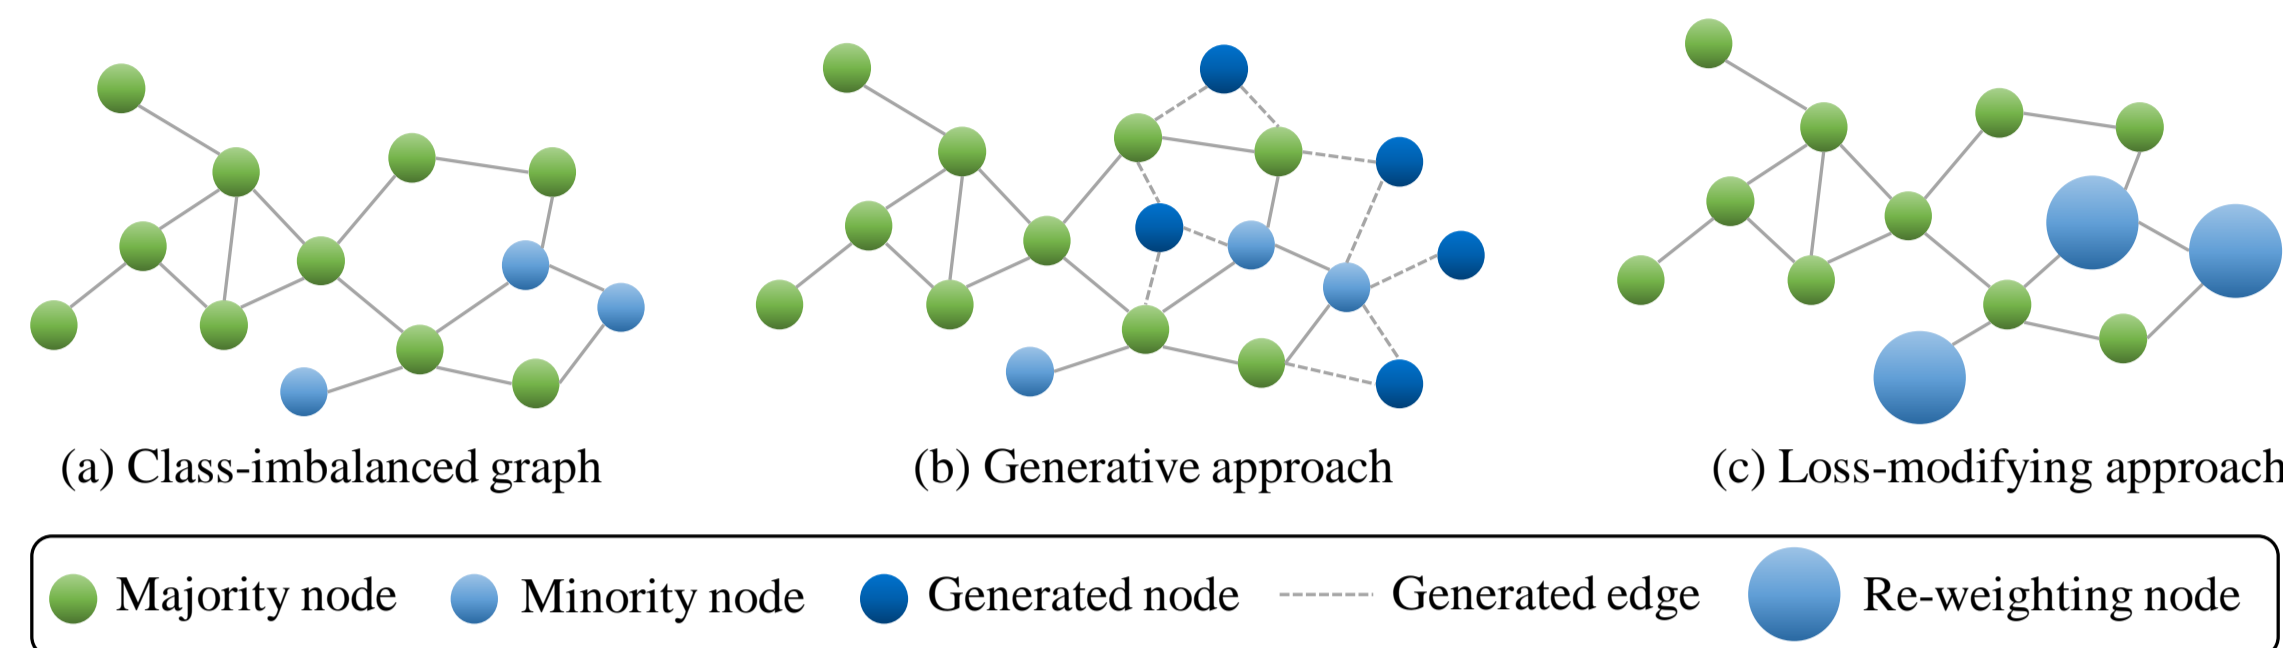 (a) Class-imbalanced graph
(b) Generative approach
(c) Loss-modifying approach
Majority node
Minority node
Generated node
Generated edge
Re-weighting node